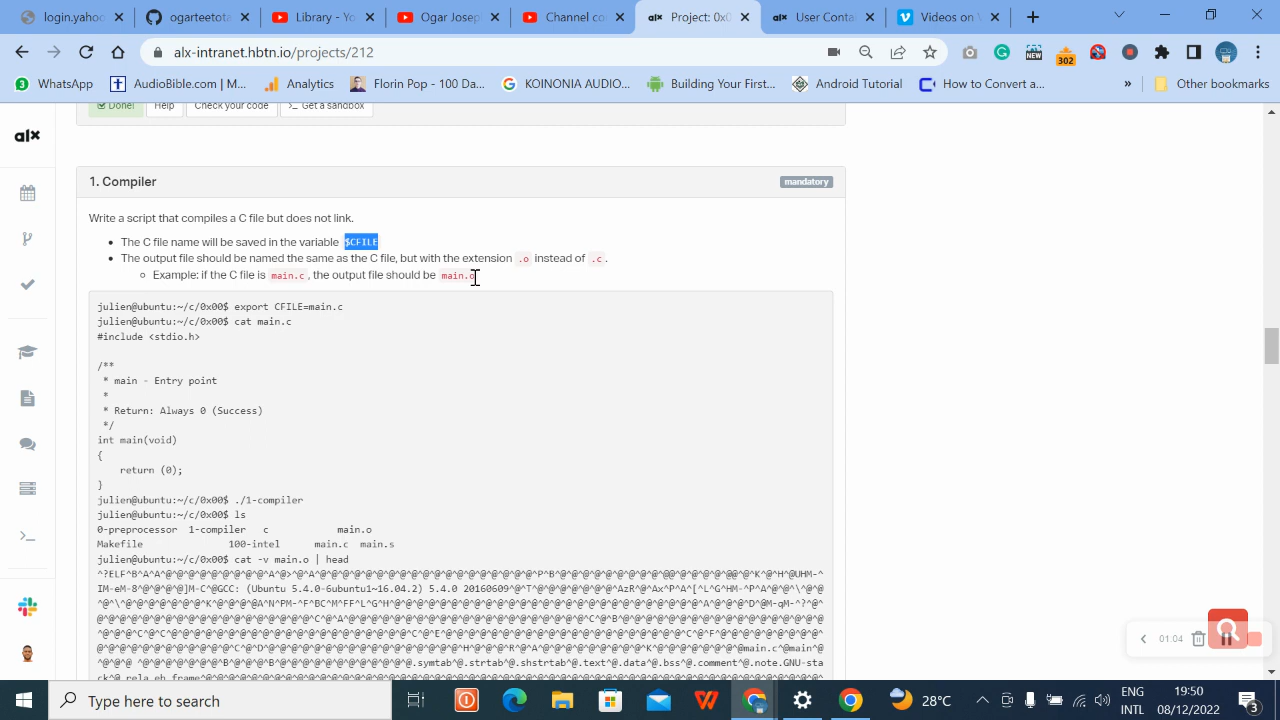 login.yahoo
ogarteetota
Library - Yo
Ogar Josep
Channel con
Project: 0x0
User Conta
Videos on V
alx-intranet.hbtn.io/projects/212
302
3 WhatsApp
AudioBible.com | M...
Analytics
Florin Pop - 100 Da...
KOINONIA AUDIO...
Building Your First...
Android Tutorial
How to Convert a...
»
Other bookmarks
alx
Done!
Help
Check your code
>_ Get a sandbox
1. Compiler
mandatory
Write a script that compiles a C file but does not link.
• The C file name will be saved in the variable $CFILE
• The output file should be named the same as the C file, but with the extension .o instead of .c.
Example: if the C file is main.c, the output file should be main.o
julien@ubuntu:~/c/0x00$ export CFILE=main.c
julien@ubuntu:~/c/0x00$ cat main.c
#include <stdio.h>
/**
* main - Entry point
*
* Return: Always 0 (Success)
*/
int main(void)
{
return (0);
}
julien@ubuntu:~/c/0x00$ ./1-compiler
julien@ubuntu:~/c/0x00$ ls
0-preprocessor 1-compiler c main.o
Makefile 100-intel main.c main.s
julien@ubuntu:~/c/0x00$ cat -v main.o | head
01:04
Type here to search
28°C
ENG
INTL
19:50
08/12/2022
3